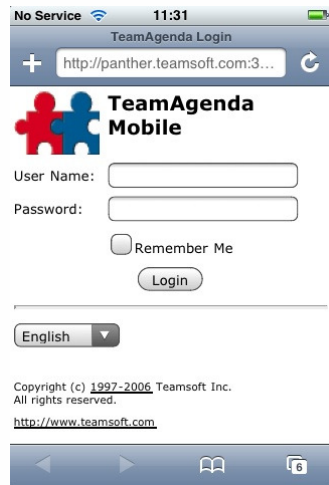 No Service 11:31
TeamAgenda Login
http://panther.teamsoft.com:3...
TeamAgenda
Mobile
User Name:
Password:
Remember Me
Login
English
Copyright (c) 1997-2006 Teamsoft Inc.
All rights reserved.
http://www.teamsoft.com
6